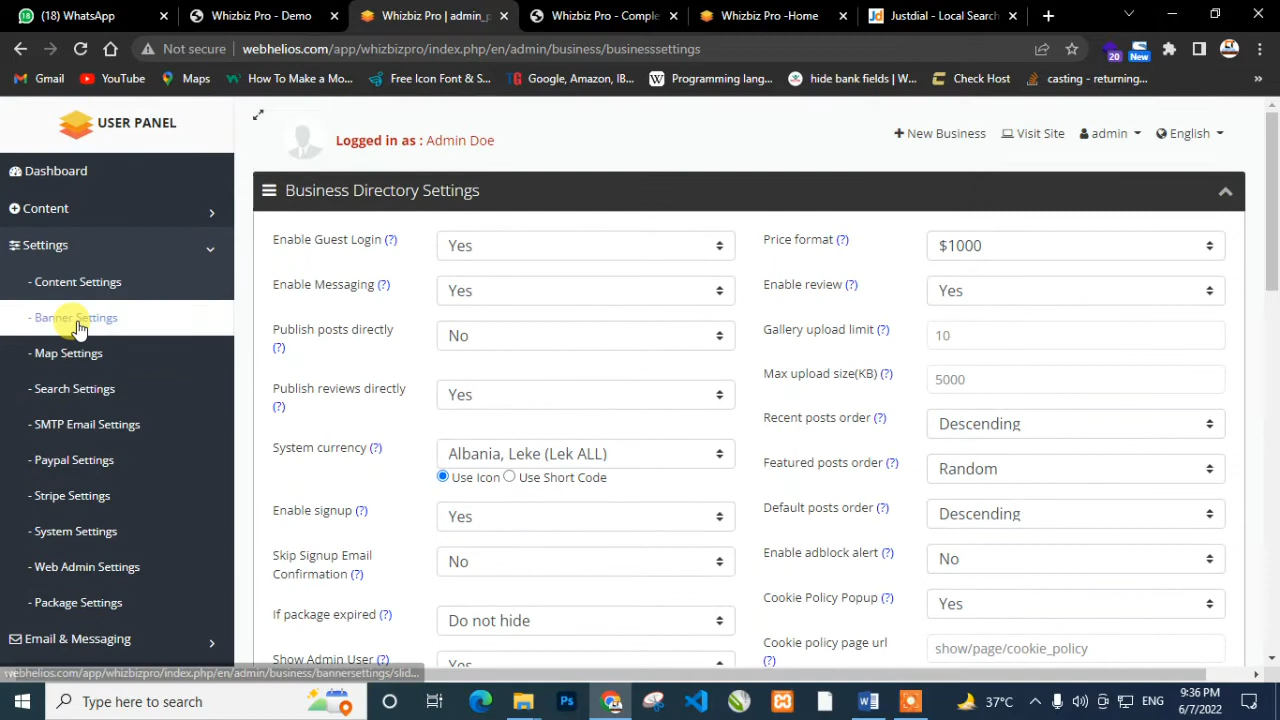 (18) WhatsApp
Whizbiz Pro - Demo
Whizbiz Pro | admin_p
Whizbiz Pro - Comple
Whizbiz Pro -Home
Jd Justdial - Local Search
Not secure webhelios.com/app/whizbizpro/index.php/en/admin/business/businesssettings
20
New
Gmail
YouTube
Maps
How To Make a Mo...
Free Icon Font & S...
TG Google, Amazon, IB...
W Programming lang...
hide bank fields | W...
Check Host
casting - returning...
»
USER PANEL
Logged in as : Admin Doe
New Business
Visit Site
admin
English
Dashboard
Content
Settings
- Content Settings
- Banner Settings
- Map Settings
- Search Settings
- SMTP Email Settings
- Paypal Settings
- Stripe Settings
- System Settings
- Web Admin Settings
- Package Settings
Email & Messaging
Business Directory Settings
Enable Guest Login (?) Yes
Enable Messaging (?) Yes
Publish posts directly (?) No
Publish reviews directly (?) Yes
System currency (?) Albania, Leke (Lek ALL)
Use Icon Use Short Code
Enable signup (?) Yes
Skip Signup Email
Confirmation (?) No
If package expired (?) Do not hide
Show Admin User (?) Yes
Price format (?) $1000
Enable review (?) Yes
Gallery upload limit (?) 10
Max upload size(KB) (?) 5000
Recent posts order (?) Descending
Featured posts order (?) Random
Default posts order (?) Descending
Enable adblock alert (?) No
Cookie Policy Popup (?) Yes
Cookie policy page url (?) show/page/cookie_policy
webhelios.com/app/whizbizpro/index.php/en/admin/business/bannersettings/slid...
Type here to search
Ps
37°C
ENG
9:36 PM
6/7/2022